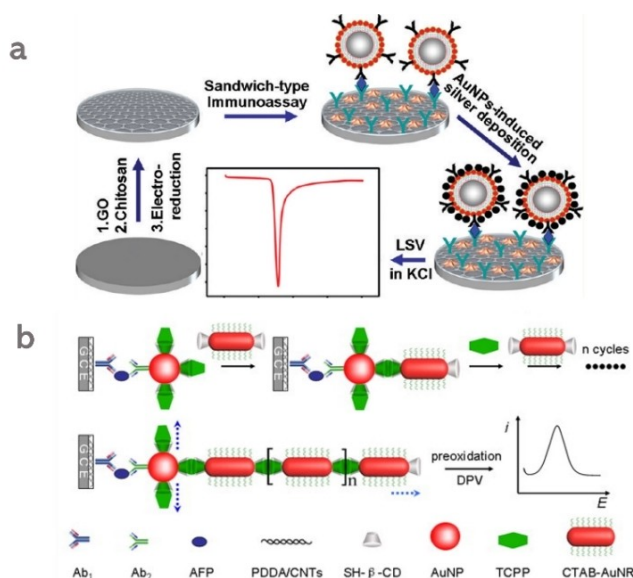 a
Sandwich-type
Immunoassay
AuNPs-induced
silver deposition
1.GO
2.Chitosan
3.Electro-
reduction
LSV
in KCl
b
GCE
GCE
n cycles
GCE
n
preoxidation
DPV
i
E
Ab1
Ab2
AFP
PDDA/CNTs
SH-β-CD
AuNP
TCPP
CTAB-AuNR